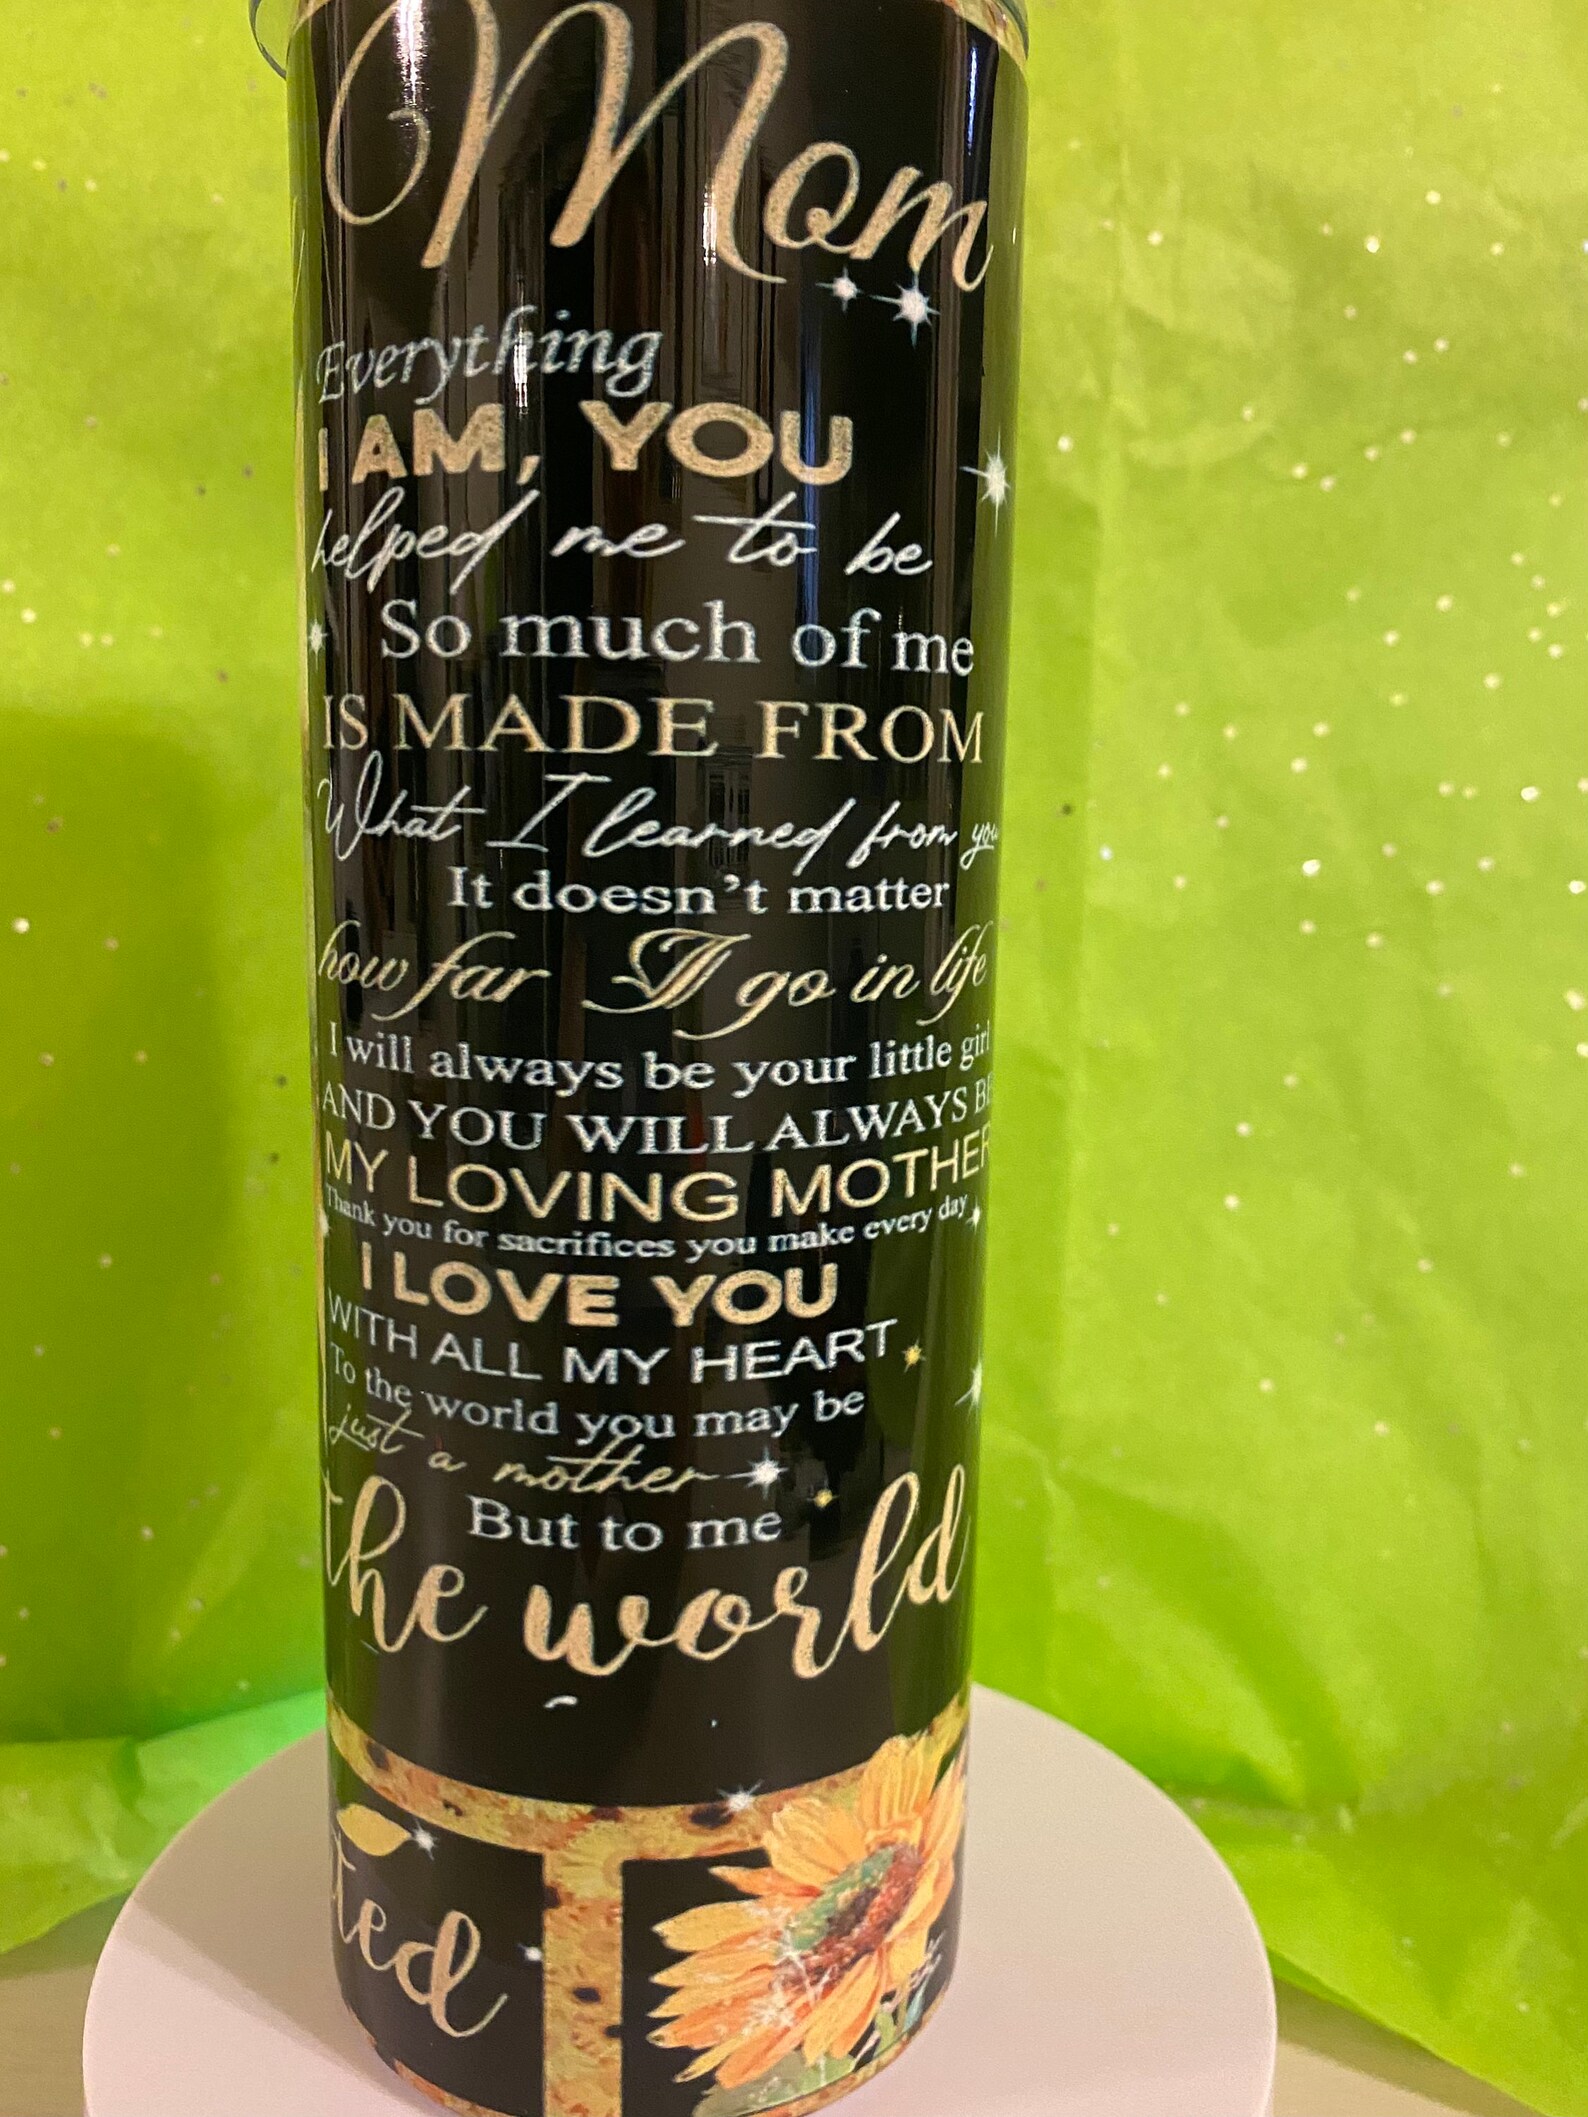 Mom
Everything
I AM, YOU
helped me to be
So much of me
IS MADE FROM
What I learned from you
It doesn't matter
how far I go in life
I will always be your little girl
AND YOU WILL ALWAYS BE
MY LOVING MOTHER
Thank you for sacrifices you make every day
I LOVE YOU
WITH ALL MY HEART
To the world you may be
just a mother
But to me
the world
ted